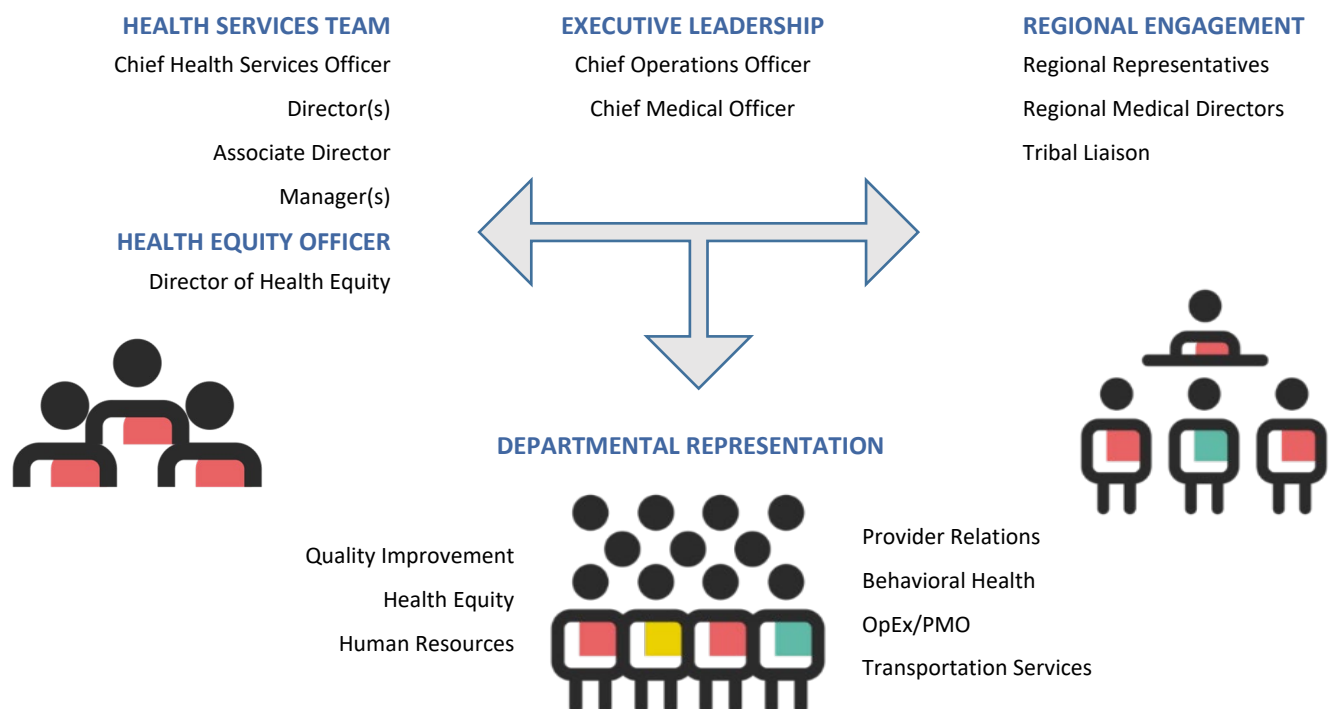 HEALTH SERVICES TEAM
Chief Health Services Officer
Director(s)
Associate Director
Manager(s)
HEALTH EQUITY OFFICER
Director of Health Equity
EXECUTIVE LEADERSHIP
Chief Operations Officer
Chief Medical Officer
REGIONAL ENGAGEMENT
Regional Representatives
Regional Medical Directors
Tribal Liaison
DEPARTMENTAL REPRESENTATION
Quality Improvement
Health Equity
Human Resources
Provider Relations
Behavioral Health
OpEx/PMO
Transportation Services